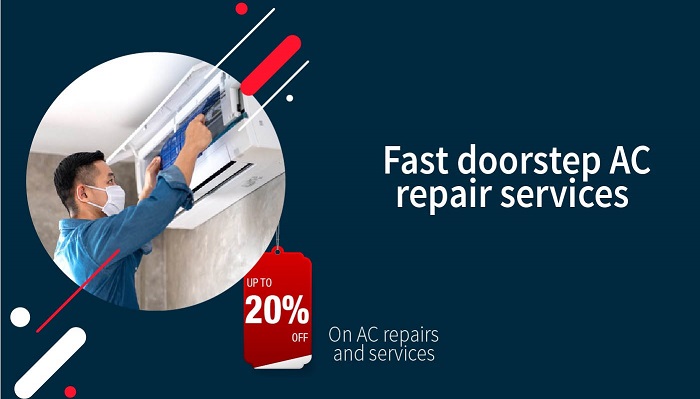 Fast doorstep AC
repair services
UP TO
20%
OFF
On AC repairs
and services